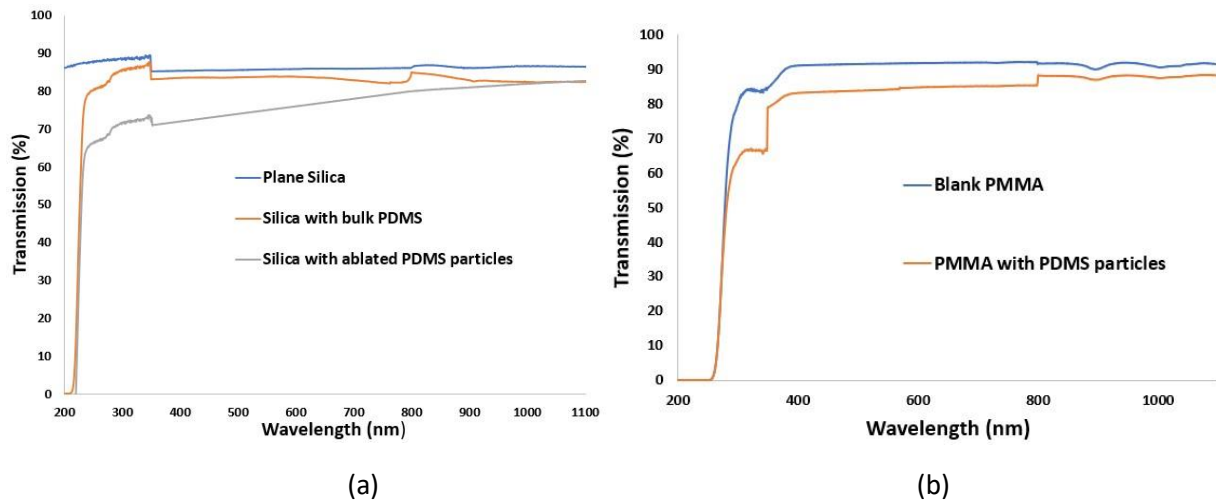 100
90
80
70
60
50
40
30
20
10
0
Transmission (%)
Plane Silica
Silica with bulk PDMS
Silica with ablated PDMS particles
200 300 400 500 600 700 800 900 1000 1100
Wavelength (nm)
(a)
100
90
80
70
60
50
40
30
20
10
0
Transmission (%)
Blank PMMA
PMMA with PDMS particles
200 400 600 800 1000
Wavelength (nm)
(b)